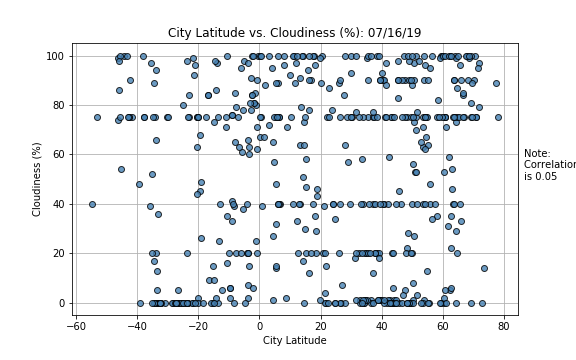 City Latitude vs. Cloudiness (%): 07/16/19
100
80
60
40
20
0
Cloudiness (%)
−60
−40
−20
0
20
40
60
80
City Latitude
Note:
Correlation
is 0.05